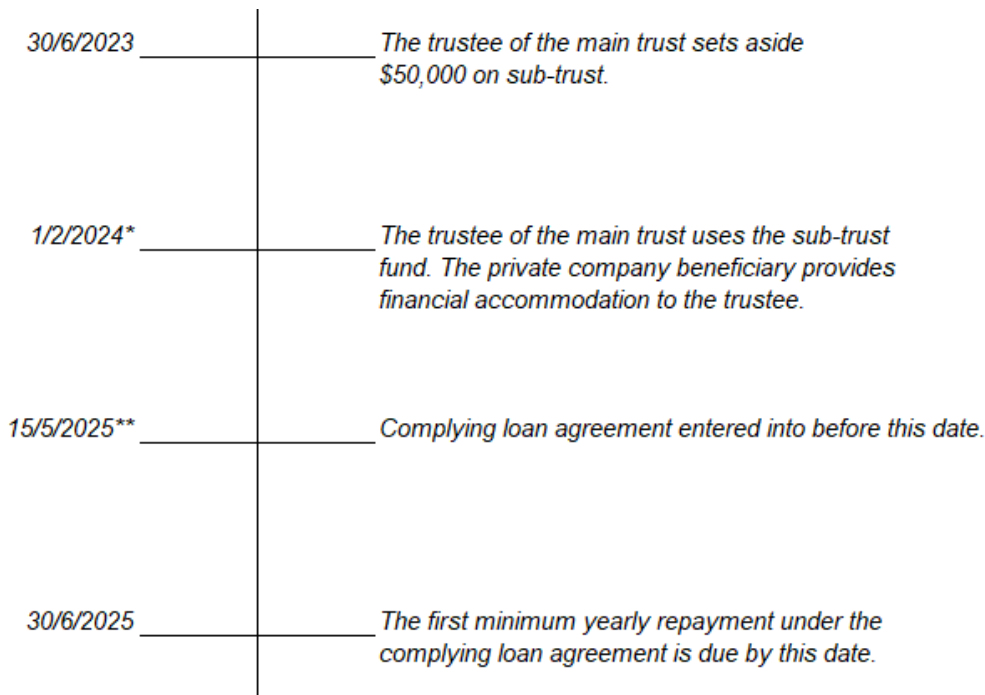 30/6/2023
The trustee of the main trust sets aside
$50,000 on sub-trust.
1/2/2024*
The trustee of the main trust uses the sub-trust
fund. The private company beneficiary provides
financial accommodation to the trustee.
15/5/2025**
Complying loan agreement entered into before this date.
30/6/2025
The first minimum yearly repayment under the
complying loan agreement is due by this date.